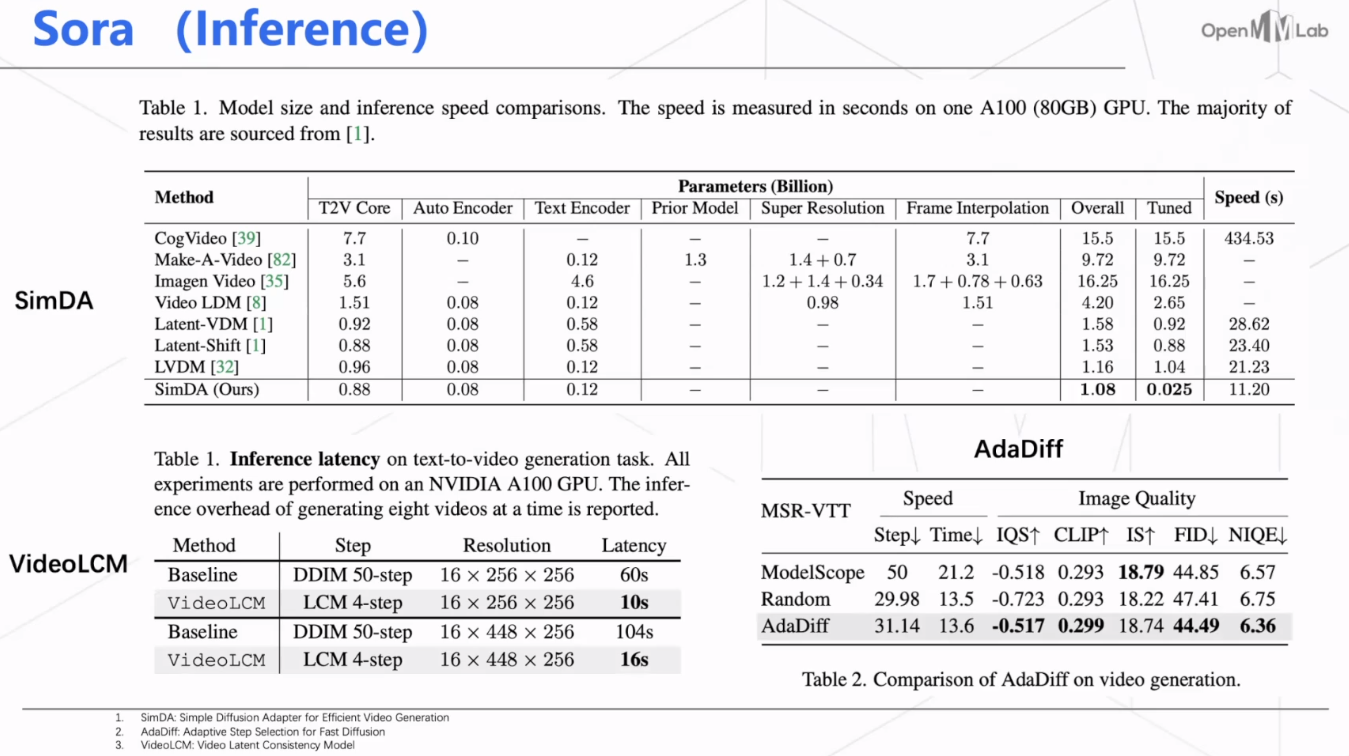 Sora (Inference)
OpenMMLab
Table 1. Model size and inference speed comparisons. The speed is measured in seconds on one A100 (80GB) GPU. The majority of
results are sourced from [1].
SimDA
Method | Parameters (Billion) | Speed (s)
T2V Core | Auto Encoder | Text Encoder | Prior Model | Super Resolution | Frame Interpolation | Overall | Tuned
CogVideo [39] | 7.7 | 0.10 | – | – | – | 7.7 | 15.5 | 15.5 | 434.53
Make-A-Video [82] | 3.1 | – | 0.12 | 1.3 | 1.4 + 0.7 | 3.1 | 9.72 | 9.72 | –
Imagen Video [35] | 5.6 | – | 4.6 | – | 1.2 + 1.4 + 0.34 | 1.7 + 0.78 + 0.63 | 16.25 | 16.25 | –
Video LDM [8] | 1.51 | 0.08 | 0.12 | – | 0.98 | 1.51 | 4.20 | 2.65 | –
Latent-VDM [1] | 0.92 | 0.08 | 0.58 | – | – | – | 1.58 | 0.92 | 28.62
Latent-Shift [1] | 0.88 | 0.08 | 0.58 | – | – | – | 1.53 | 0.88 | 23.40
LVDM [32] | 0.96 | 0.08 | 0.12 | – | – | – | 1.16 | 1.04 | 21.23
SimDA (Ours) | 0.88 | 0.08 | 0.12 | – | – | – | 1.08 | 0.025 | 11.20
VideoLCM
Table 1. Inference latency on text-to-video generation task. All
experiments are performed on an NVIDIA A100 GPU. The infer-
ence overhead of generating eight videos at a time is reported.
Method | Step | Resolution | Latency
Baseline | DDIM 50-step | 16 × 256 × 256 | 60s
VideoLCM | LCM 4-step | 16 × 256 × 256 | 10s
Baseline | DDIM 50-step | 16 × 448 × 256 | 104s
VideoLCM | LCM 4-step | 16 × 448 × 256 | 16s
AdaDiff
MSR-VTT | Speed | Image Quality
Step↓ | Time↓ | IQS↑ | CLIP↑ | IS↑ | FID↓ | NIQE↓
ModelScope | 50 | 21.2 | -0.518 | 0.293 | 18.79 | 44.85 | 6.57
Random | 29.98 | 13.5 | -0.723 | 0.293 | 18.22 | 47.41 | 6.75
AdaDiff | 31.14 | 13.6 | -0.517 | 0.299 | 18.74 | 44.49 | 6.36
Table 2. Comparison of AdaDiff on video generation.
1. SimDA: Simple Diffusion Adapter for Efficient Video Generation
2. AdaDiff: Adaptive Step Selection for Fast Diffusion
3. VideoLCM: Video Latent Consistency Model